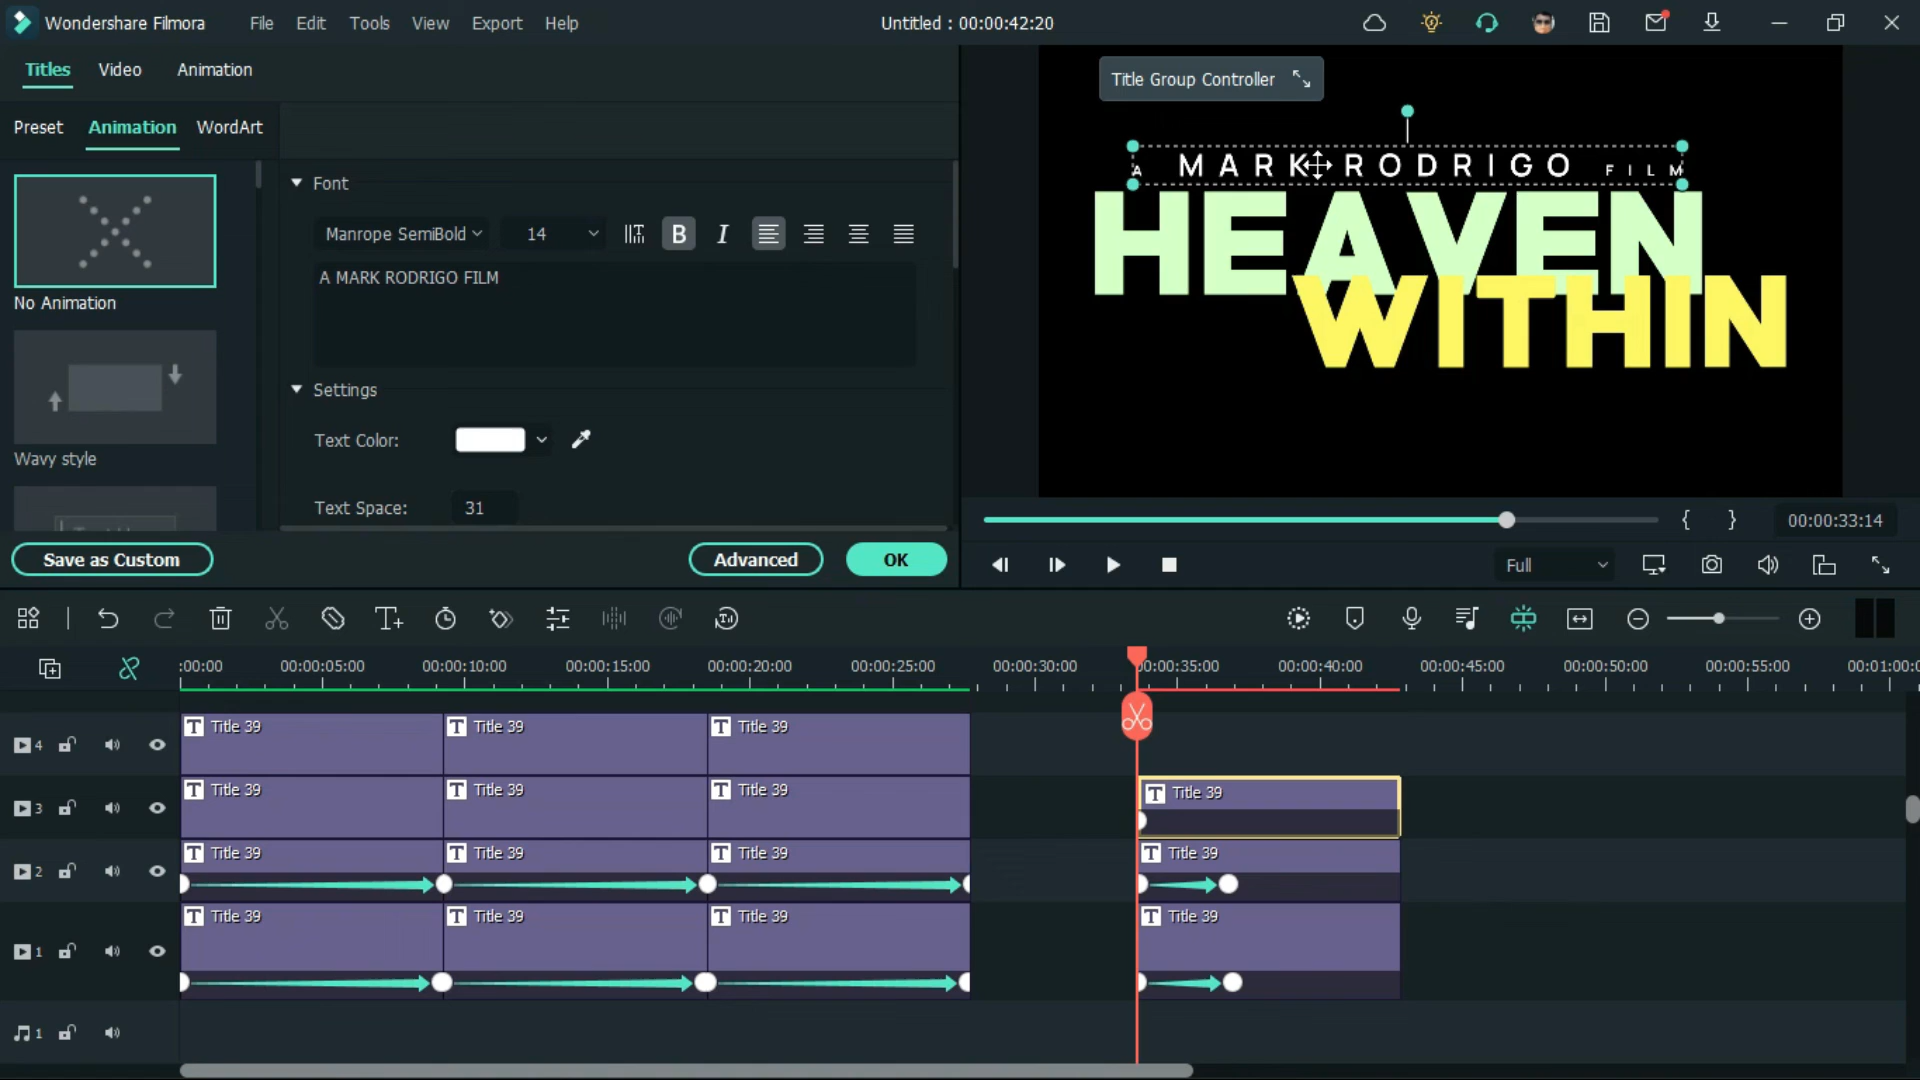 Wondershare Filmora File Edit Tools View Export Help Untitled : 00:00:42:20
Titles Video Animation
Preset Animation WordArt
No Animation
Wavy style
Font
Manrope SemiBold 14 B I
A MARK RODRIGO FILM
Settings
Text Color:
Text Space: 31
Save as Custom Advanced OK
Title Group Controller
A MARK RODRIGO FILM
HEAVEN
WITHIN
{ } 00:00:33:14
Full
:00:00 00:00:05:00 00:00:10:00 00:00:15:00 00:00:20:00 00:00:25:00 00:00:30:00 00:00:35:00 00:00:40:00 00:00:45:00 00:00:50:00 00:00:55:00 00:01:00:0
4 T Title 39 T Title 39 T Title 39
3 T Title 39 T Title 39 T Title 39 T Title 39
2 T Title 39 T Title 39 T Title 39 T Title 39
1 T Title 39 T Title 39 T Title 39 T Title 39
1